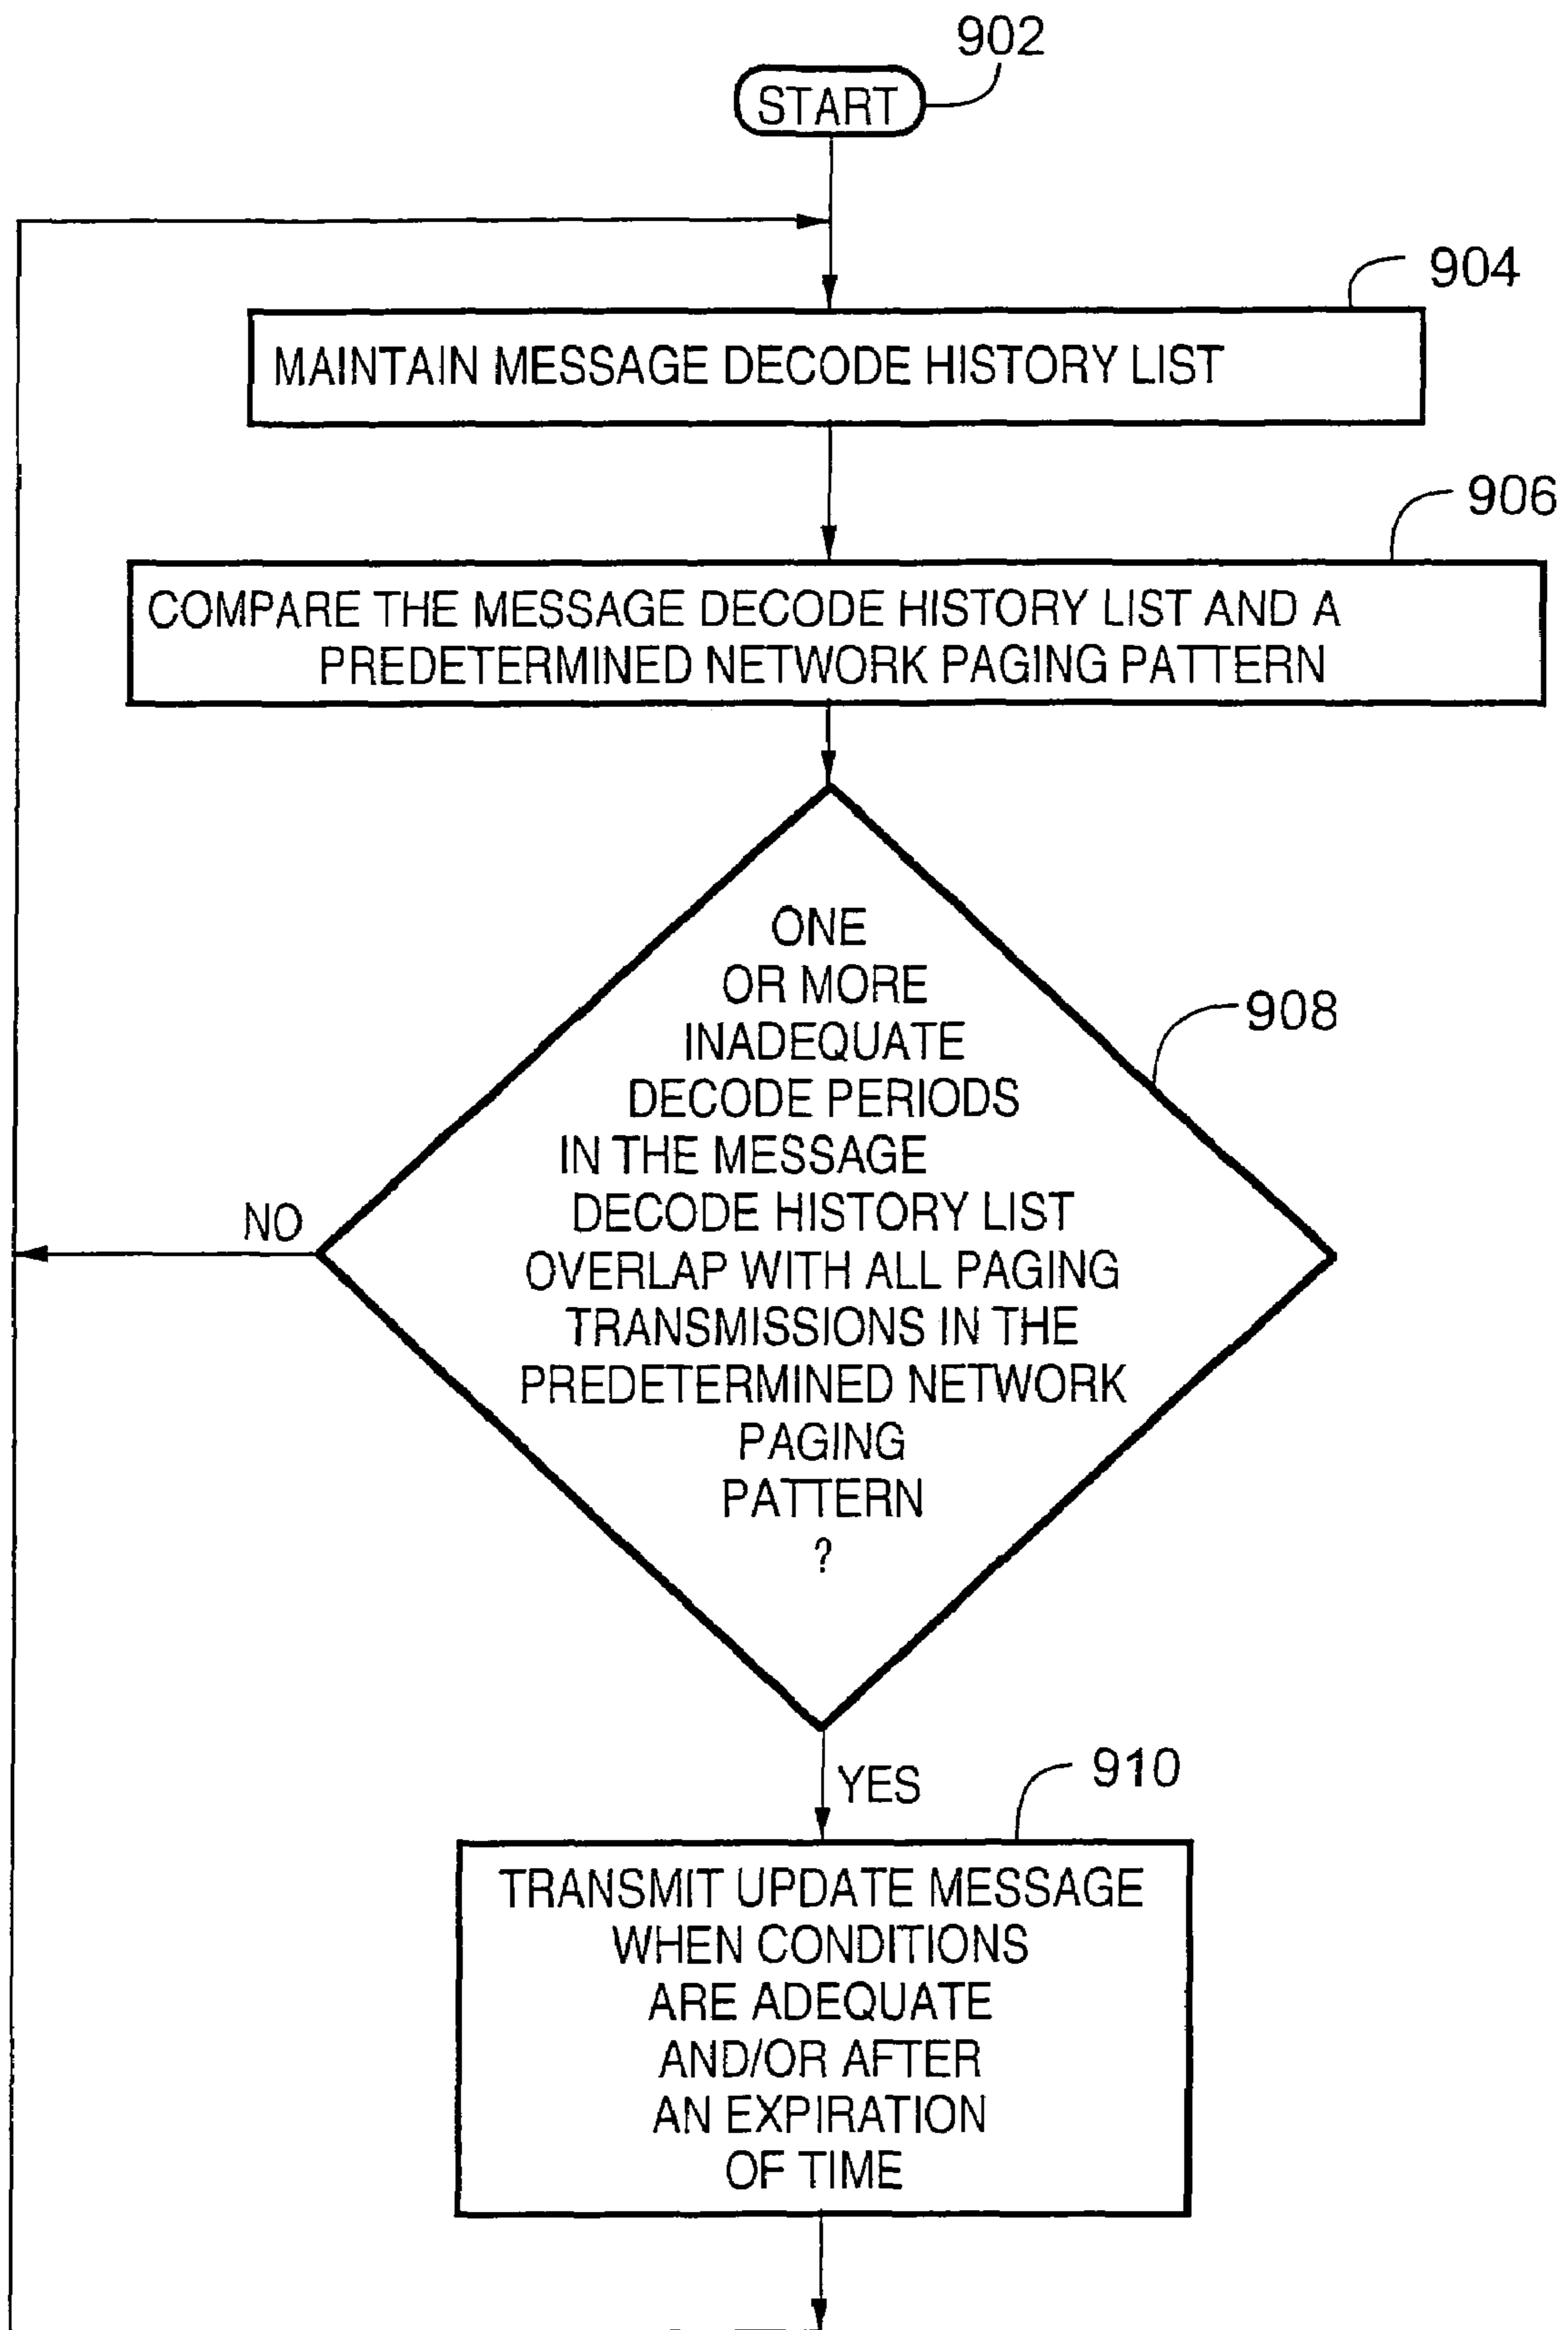 902
START
904
MAINTAIN MESSAGE DECODE HISTORY LIST
906
COMPARE THE MESSAGE DECODE HISTORY LIST AND A
PREDETERMINED NETWORK PAGING PATTERN
ONE
OR MORE
INADEQUATE
DECODE PERIODS
IN THE MESSAGE
DECODE HISTORY LIST
OVERLAP WITH ALL PAGING
TRANSMISSIONS IN THE
PREDETERMINED NETWORK
PAGING
PATTERN
?
908
NO
YES
910
TRANSMIT UPDATE MESSAGE
WHEN CONDITIONS
ARE ADEQUATE
AND/OR AFTER
AN EXPIRATION
OF TIME